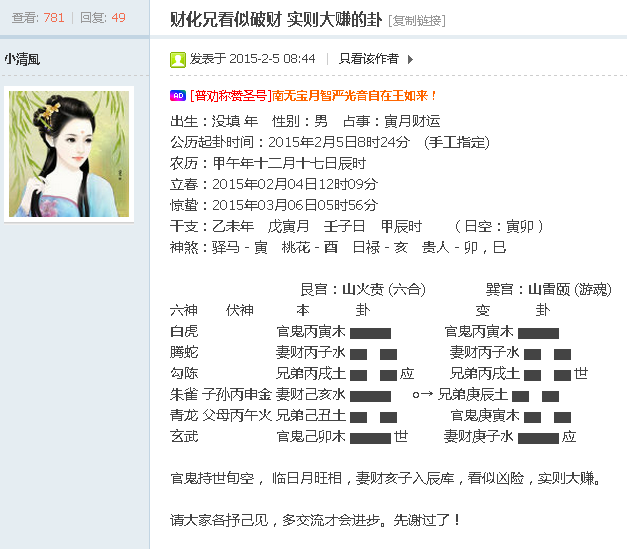 查看: 781 | 回复: 49
财化兄看似破财 实则大赚的卦 [复制链接]
小清風
发表于 2015-2-5 08:44 | 只看该作者
AD [普劝称赞圣号]南无宝月智严光音自在王如来！
出生：没填 年 性别：男 占事：寅月财运
公历起卦时间：2015年2月5日8时24分 (手工指定)
农历：甲午年十二月十七日辰时
立春：2015年02月04日12时09分
惊蛰：2015年03月06日05时56分
干支：乙未年 戊寅月 壬子日 甲辰时 （日空：寅卯）
神煞：驿马－寅 桃花－酉 日禄－亥 贵人－卯，巳
艮宫：山火贲 (六合) 巽宫：山雷颐 (游魂)
六神 伏神 本 卦 变 卦
白虎 官鬼丙寅木 官鬼丙寅木
腾蛇 妻财丙子水 妻财丙子水
勾陈 兄弟丙戌土 应 兄弟丙戌土 世
朱雀 子孙丙申金 妻财己亥水 o→ 兄弟庚辰土
青龙 父母丙午火 兄弟己丑土 官鬼庚寅木
玄武 官鬼己卯木 世 妻财庚子水 应
官鬼持世旬空， 临日月旺相，妻财亥子入辰库，看似凶险，实则大赚。
请大家各抒己见，多交流才会进步。先谢过了！